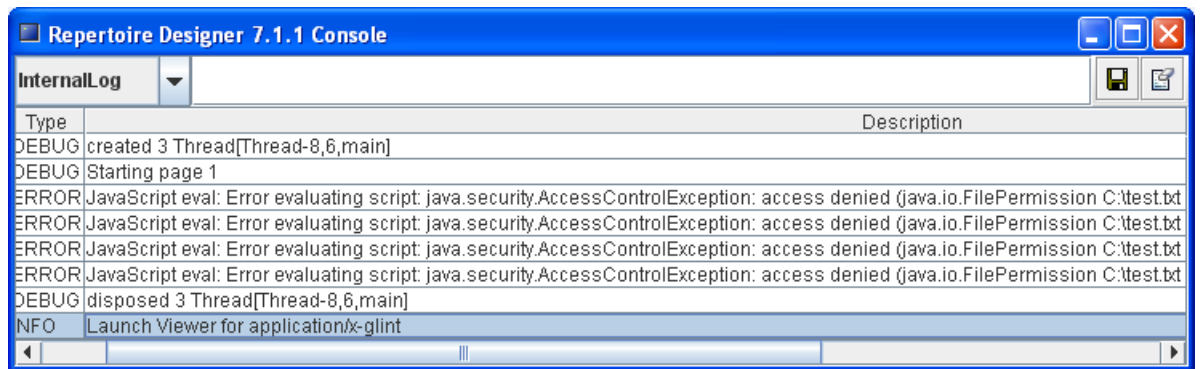 Repertoire Designer 7.1.1 Console
InternalLog
Type Description
DEBUG created 3 Thread[Thread-8,6,main]
DEBUG Starting page 1
ERROR JavaScript eval: Error evaluating script: java.security.AccessControlException: access denied (java.io.FilePermission C:\test.txt
ERROR JavaScript eval: Error evaluating script: java.security.AccessControlException: access denied (java.io.FilePermission C:\test.txt
ERROR JavaScript eval: Error evaluating script: java.security.AccessControlException: access denied (java.io.FilePermission C:\test.txt
ERROR JavaScript eval: Error evaluating script: java.security.AccessControlException: access denied (java.io.FilePermission C:\test.txt
DEBUG disposed 3 Thread[Thread-8,6,main]
INFO Launch Viewer for application/x-glint